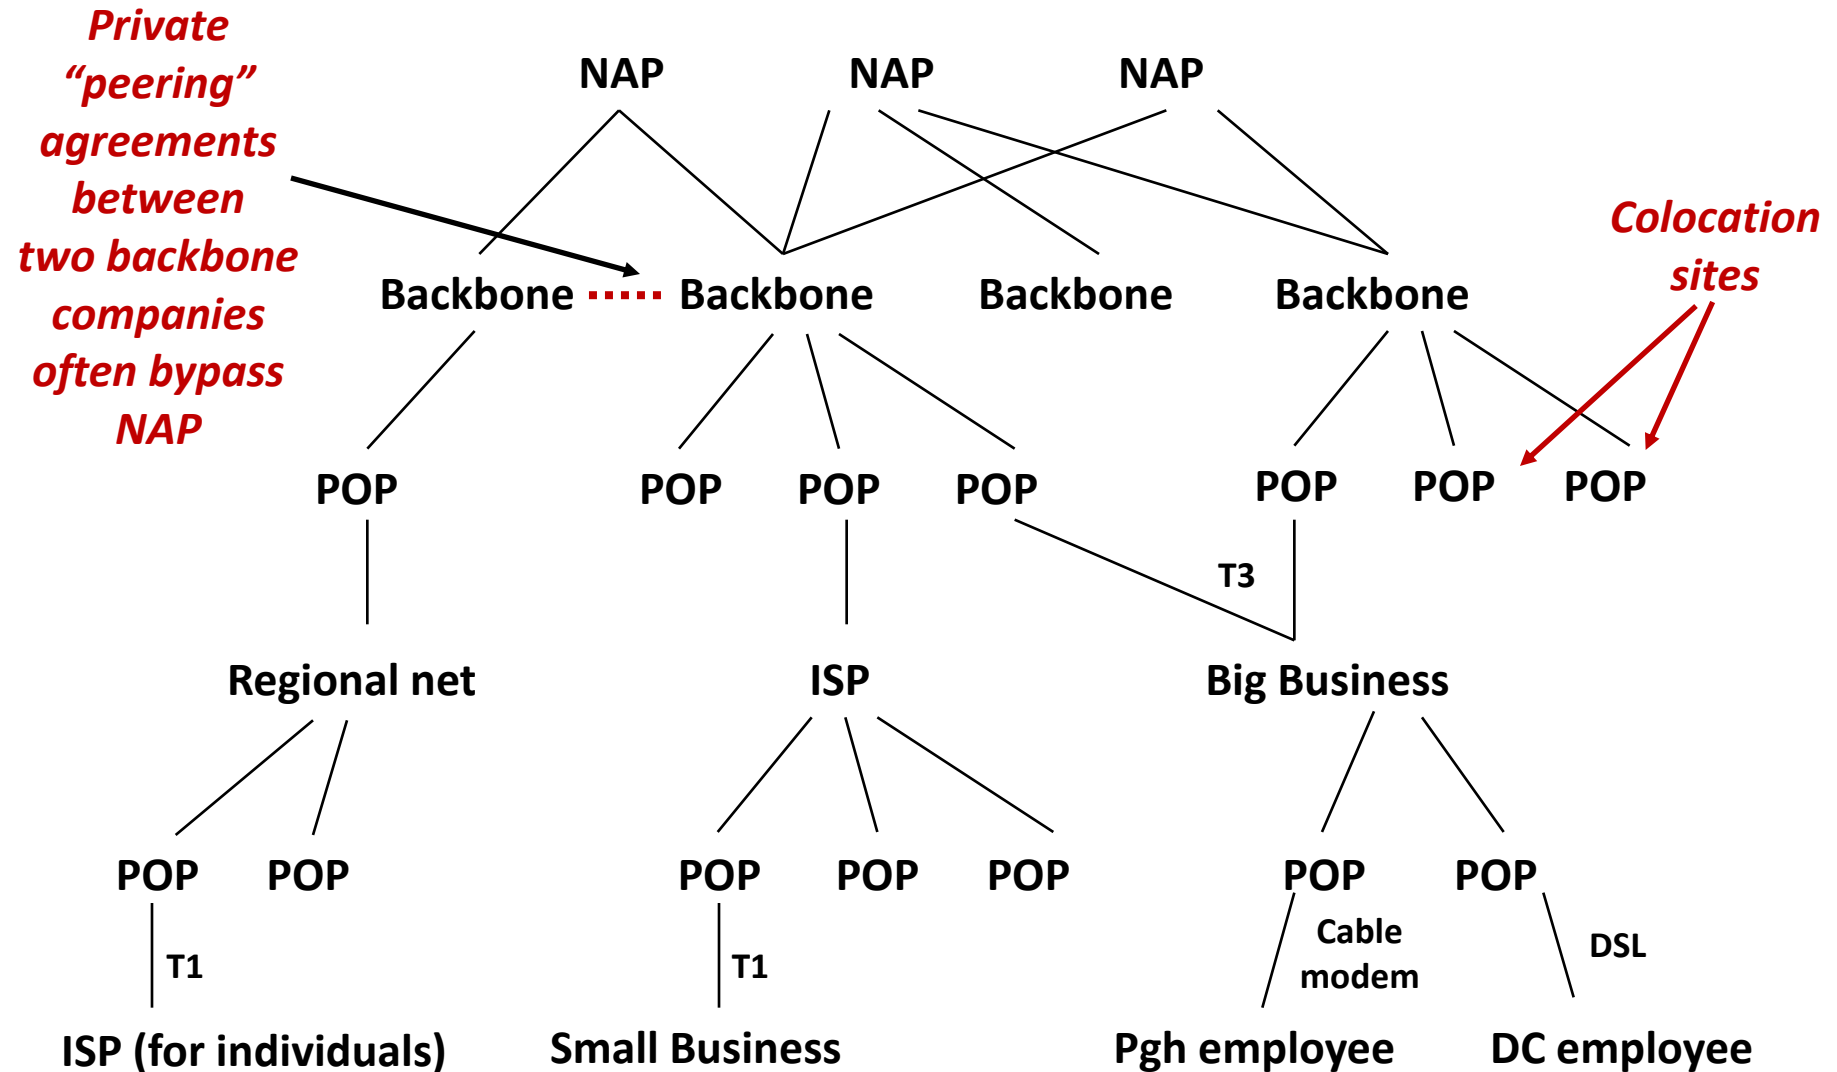 Private
“peering”
agreements
between
two backbone
companies
often bypass
NAP
NAP NAP NAP
Colocation
sites
Backbone Backbone Backbone Backbone
POP POP POP POP POP POP POP
T3
Regional net ISP Big Business
POP POP POP POP POP POP POP
T1 T1 Cable
modem
DSL
ISP (for individuals) Small Business Pgh employee DC employee